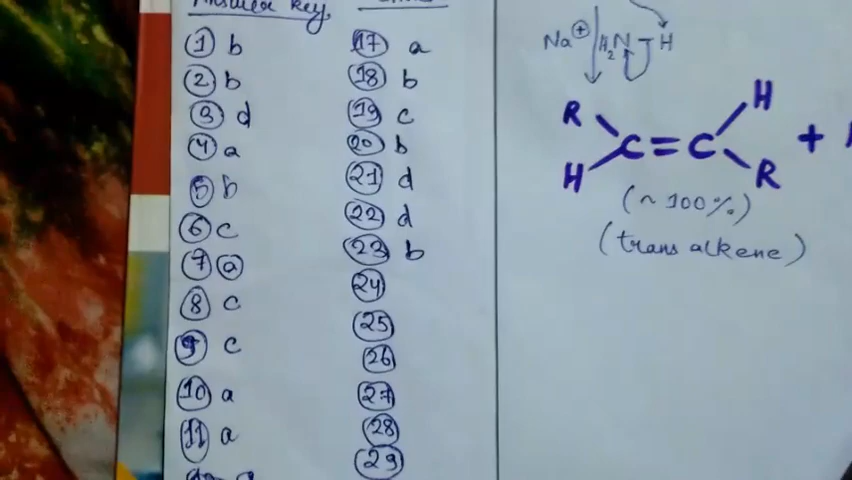 Answer key
1 b
2 b
3 d
4 a
5 b
6 c
7 a
8 c
9 c
10 a
11 a
17 a
18 b
19 c
20 b
21 d
22 d
23 b
24
25
26
27
28
29
Na⊕ H₂N–H
R H
C=C +
H R
(~100%)
(trans alkene)